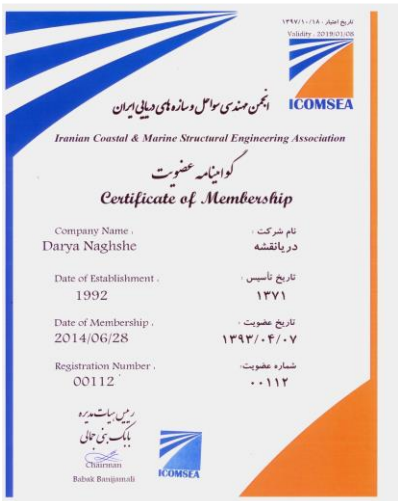 تاریخ اعتبار : ۱۳۹۷/۱۰/۱۸
Validity : 2019/01/08
ICOMSEA
انجمن مهندسی سواحل و سازه های دریایی ایران
Iranian Coastal & Marine Structural Engineering Association
گواهینامه عضویت
Certificate of Membership
Company Name :
نام شرکت :
Darya Naghshe
دریانقشه
Date of Establishment :
تاریخ تأسیس :
1992
۱۳۷۱
Date of Membership :
تاریخ عضویت :
2014/06/28
۱۳۹۳/۰۴/۰۷
Registration Number :
شماره عضویت:
00112
۰۰۱۱۲
رئیس هیات مدیره
بابک بنی جمالی
Chairman
Babak Banijamali
ICOMSEA